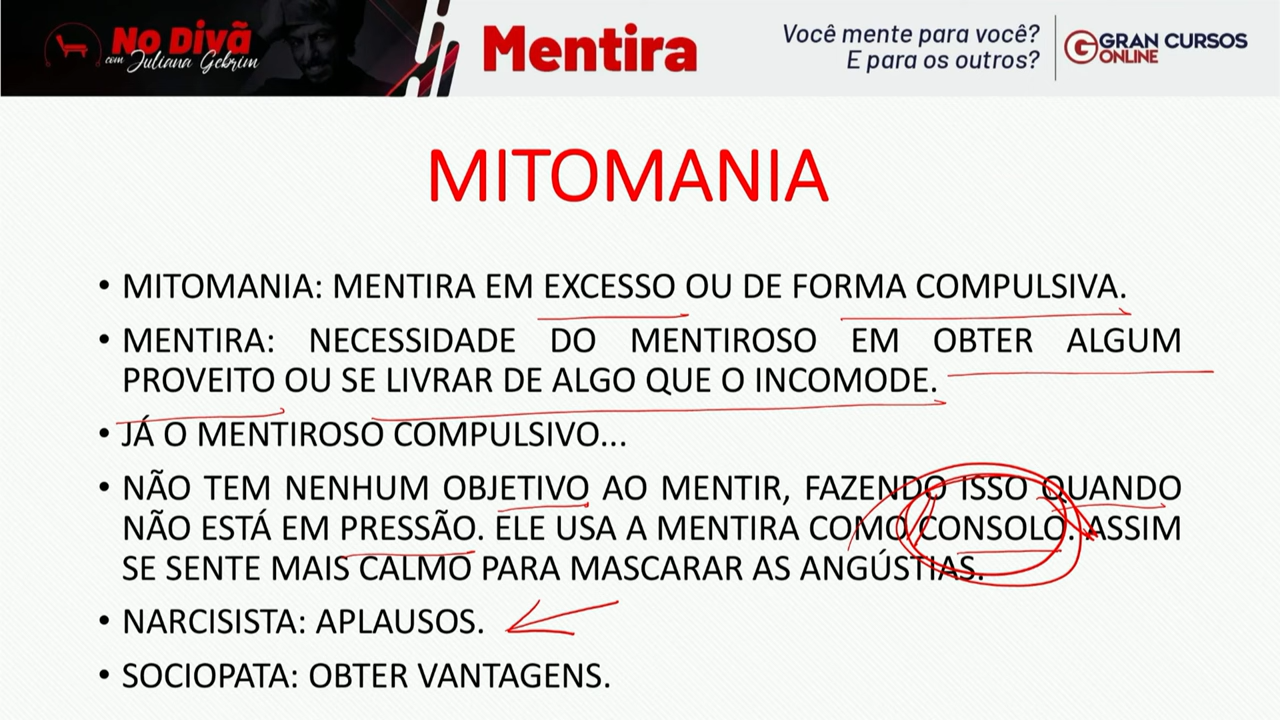 No Divã
com Juliana Gebrim
Mentira
Você mente para você?
E para os outros?
G GRAN CURSOS
ONLINE
MITOMANIA
• MITOMANIA: MENTIRA EM EXCESSO OU DE FORMA COMPULSIVA.
• MENTIRA: NECESSIDADE DO MENTIROSO EM OBTER ALGUM
PROVEITO OU SE LIVRAR DE ALGO QUE O INCOMODE.
• JÁ O MENTIROSO COMPULSIVO...
• NÃO TEM NENHUM OBJETIVO AO MENTIR, FAZENDO ISSO QUANDO
NÃO ESTÁ EM PRESSÃO. ELE USA A MENTIRA COMO CONSOLO. ASSIM
SE SENTE MAIS CALMO PARA MASCARAR AS ANGÚSTIAS.
• NARCISISTA: APLAUSOS.
• SOCIOPATA: OBTER VANTAGENS.